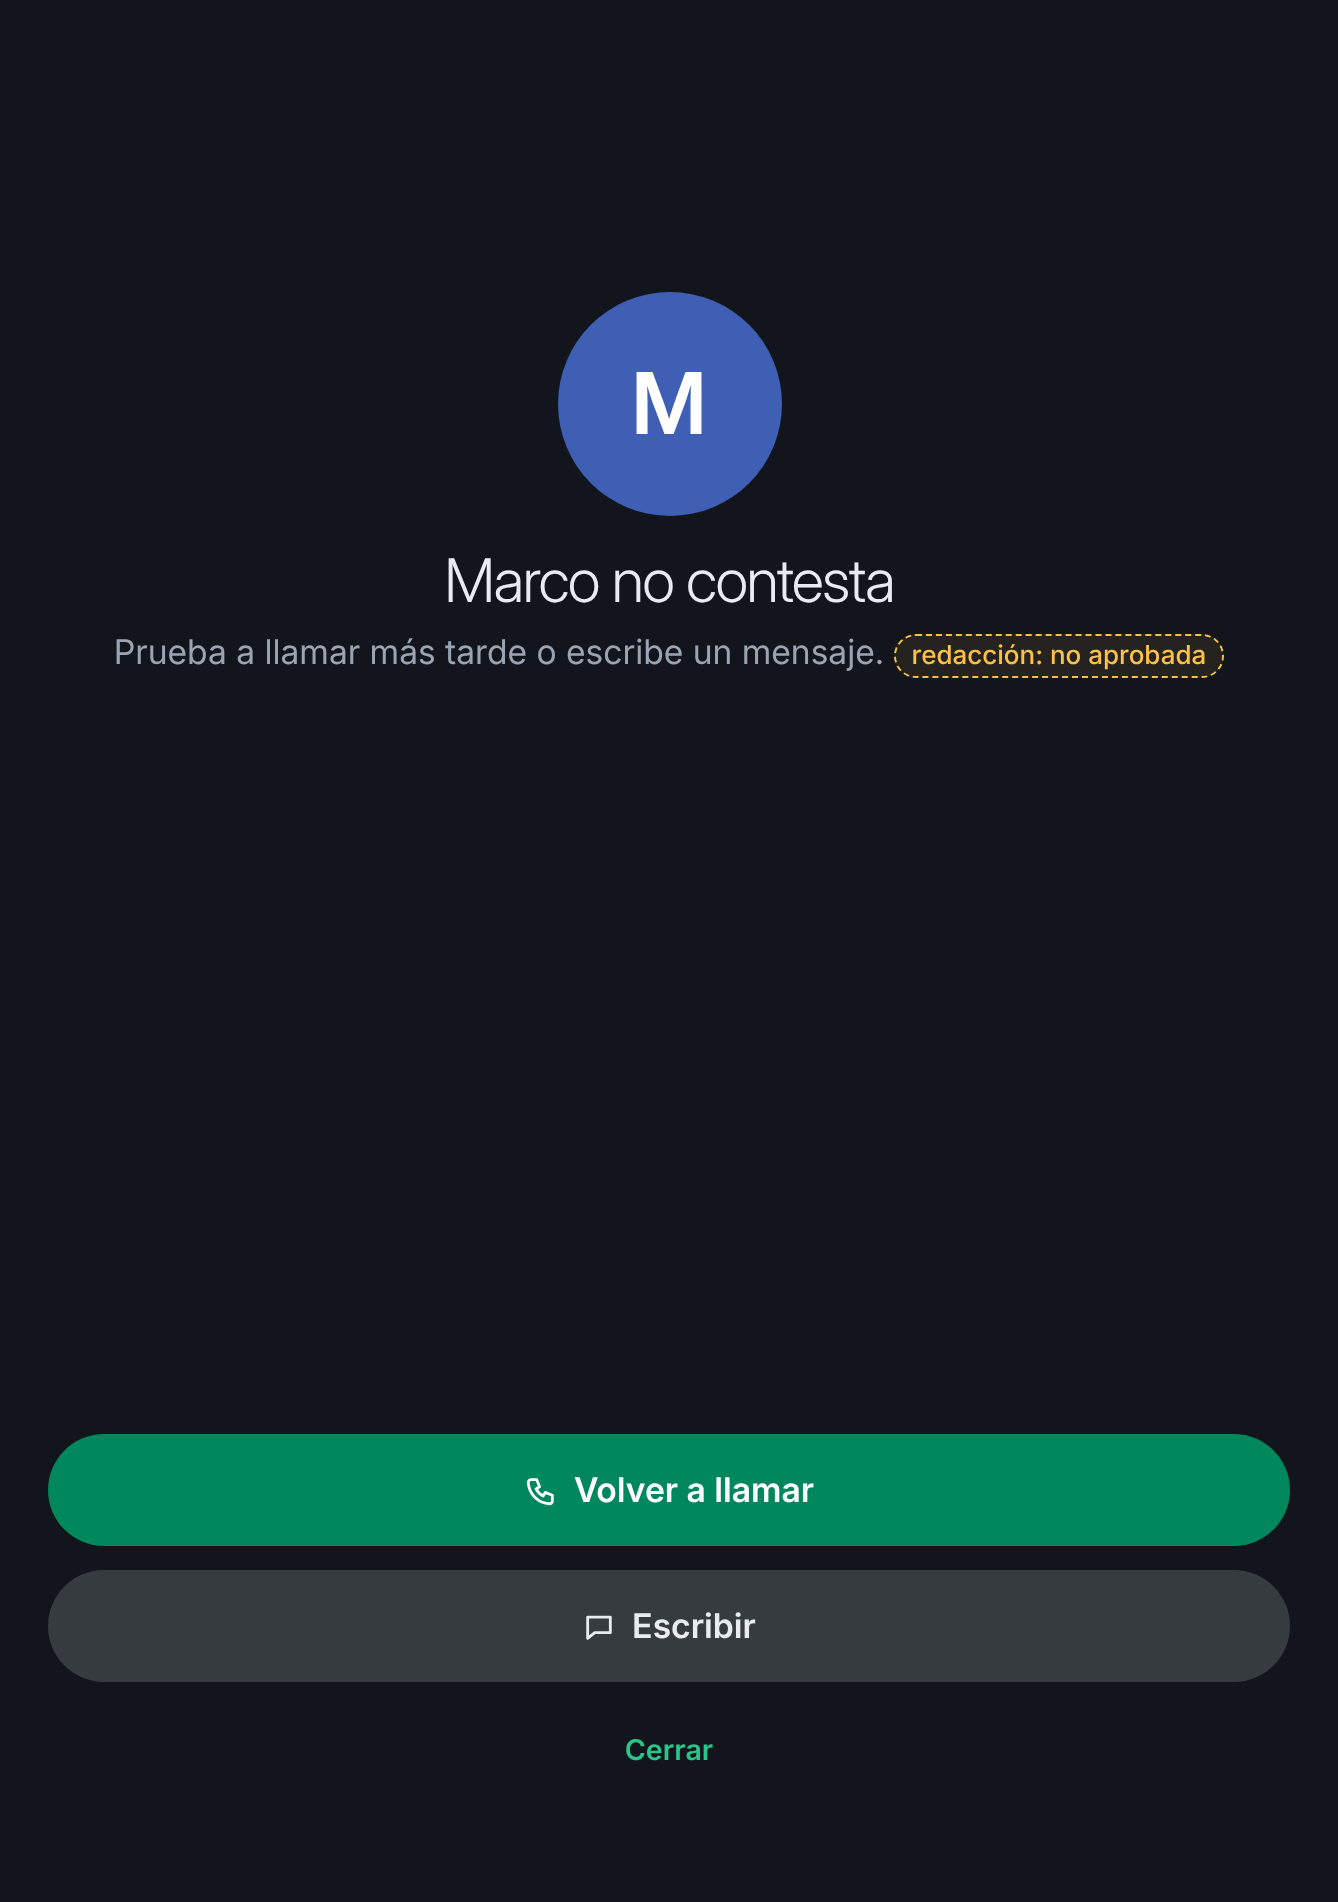 M
Marco no contesta
Prueba a llamar más tarde o escribe un mensaje. redacción: no aprobada
Volver a llamar
Escribir
Cerrar